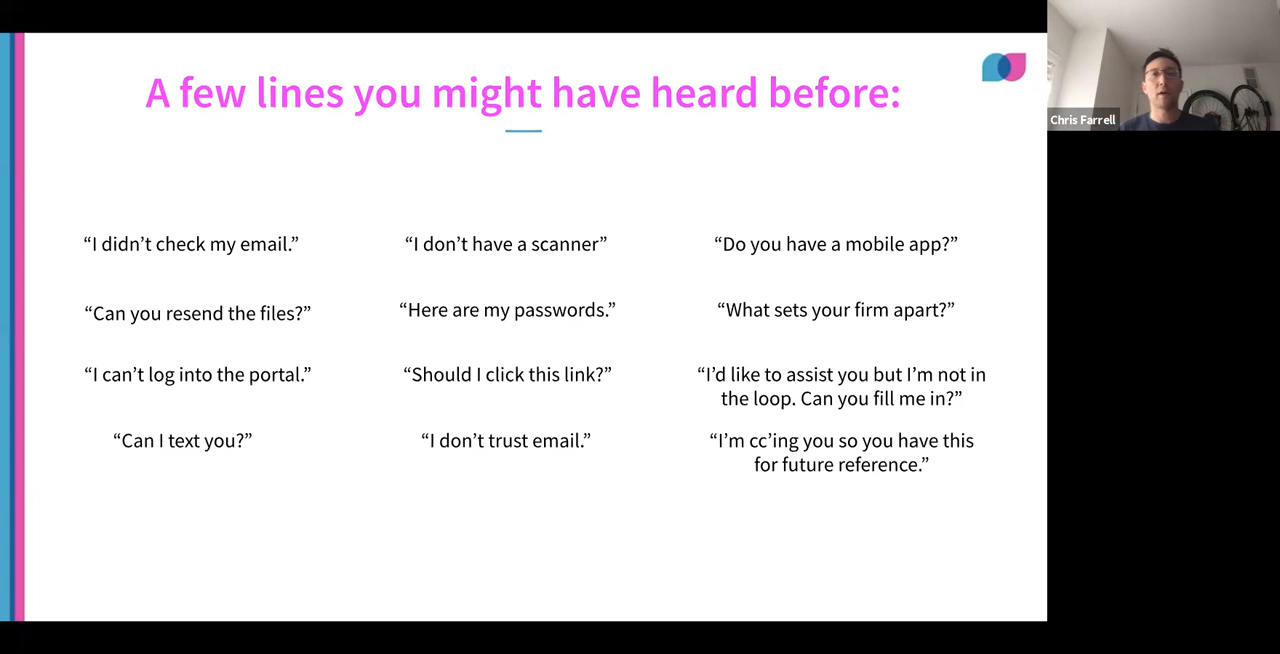 A few lines you might have heard before:
Chris Farrell
“I didn’t check my email.”
“I don’t have a scanner”
“Do you have a mobile app?”
“Can you resend the files?”
“Here are my passwords.”
“What sets your firm apart?”
“I can’t log into the portal.”
“Should I click this link?”
“I’d like to assist you but I’m not in
the loop. Can you fill me in?”
“Can I text you?”
“I don’t trust email.”
“I’m cc’ing you so you have this
for future reference.”